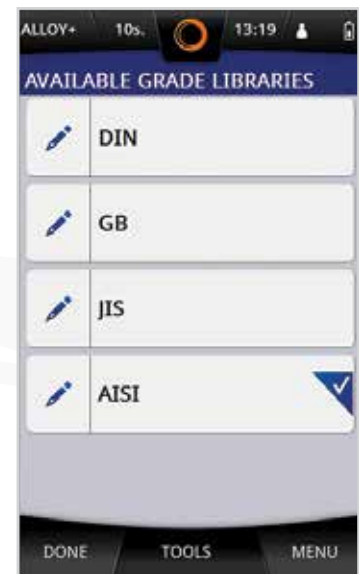 ALLOY+ 10s. 13:19
AVAILABLE GRADE LIBRARIES
DIN
GB
JIS
AISI
DONE TOOLS MENU